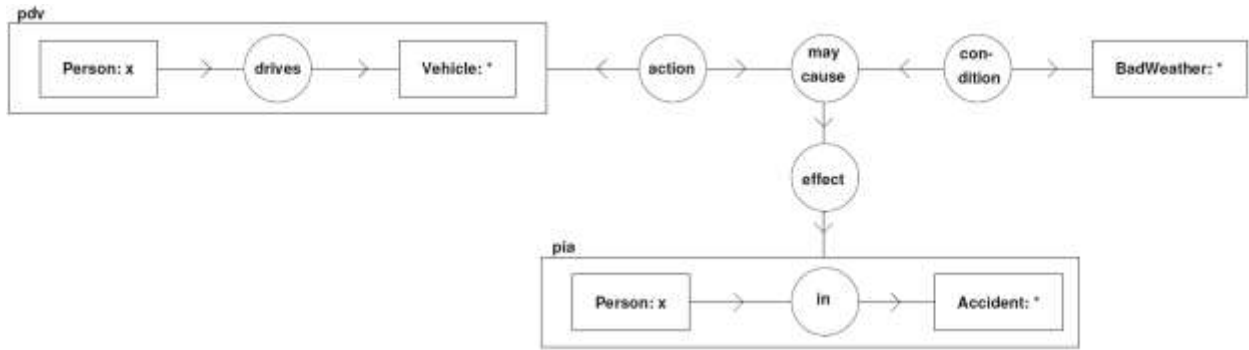 pdv
Person: x
drives
Vehicle: *
action
may
cause
con-
dition
BadWeather: *
effect
pia
Person: x
in
Accident: *